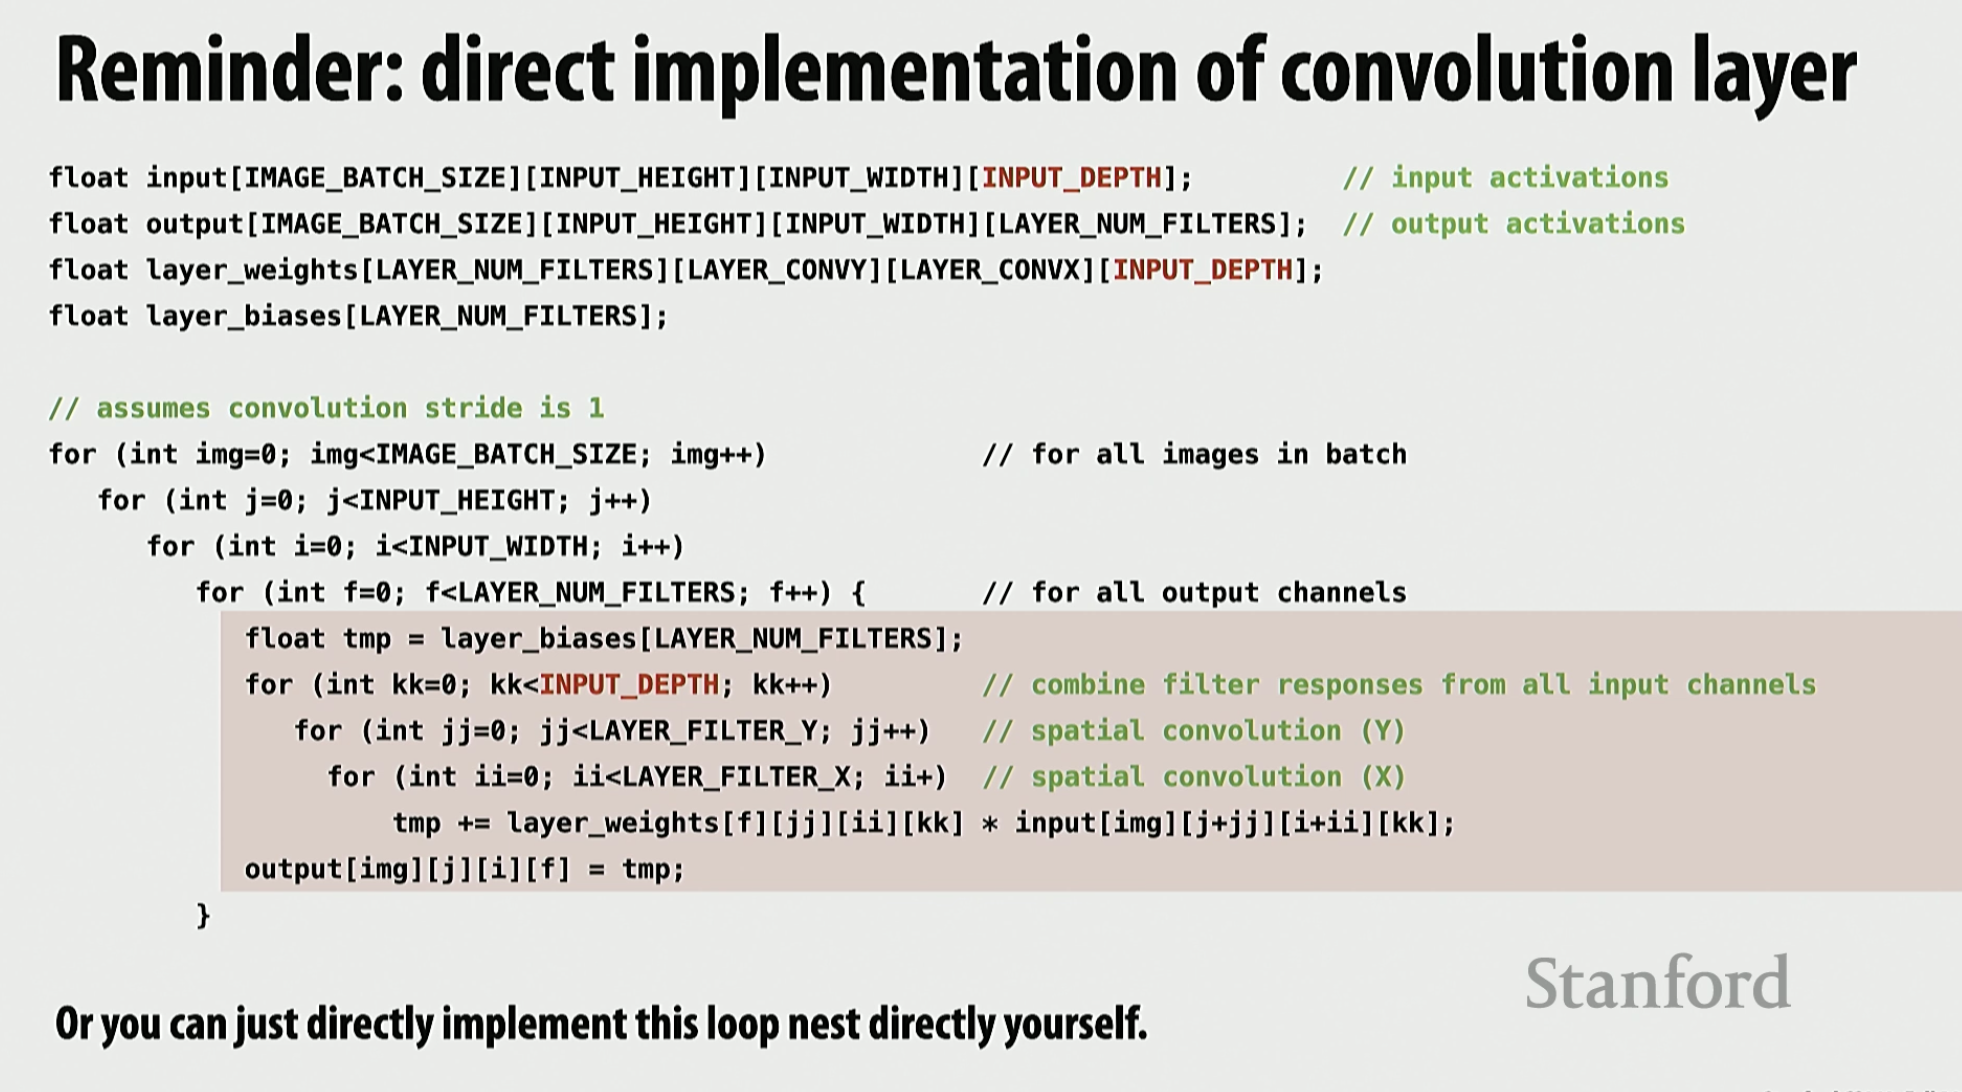 Reminder: direct implementation of convolution layer
float input[IMAGE_BATCH_SIZE][INPUT_HEIGHT][INPUT_WIDTH][INPUT_DEPTH]; // input activations
float output[IMAGE_BATCH_SIZE][INPUT_HEIGHT][INPUT_WIDTH][LAYER_NUM_FILTERS]; // output activations
float layer_weights[LAYER_NUM_FILTERS][LAYER_CONVY][LAYER_CONVX][INPUT_DEPTH];
float layer_biases[LAYER_NUM_FILTERS];
// assumes convolution stride is 1
for (int img=0; img<IMAGE_BATCH_SIZE; img++) // for all images in batch
for (int j=0; j<INPUT_HEIGHT; j++)
for (int i=0; i<INPUT_WIDTH; i++)
for (int f=0; f<LAYER_NUM_FILTERS; f++) { // for all output channels
float tmp = layer_biases[LAYER_NUM_FILTERS];
for (int kk=0; kk<INPUT_DEPTH; kk++) // combine filter responses from all input channels
for (int jj=0; jj<LAYER_FILTER_Y; jj++) // spatial convolution (Y)
for (int ii=0; ii<LAYER_FILTER_X; ii+) // spatial convolution (X)
tmp += layer_weights[f][jj][ii][kk] * input[img][j+jj][i+ii][kk];
output[img][j][i][f] = tmp;
}
Stanford
Or you can just directly implement this loop nest directly yourself.